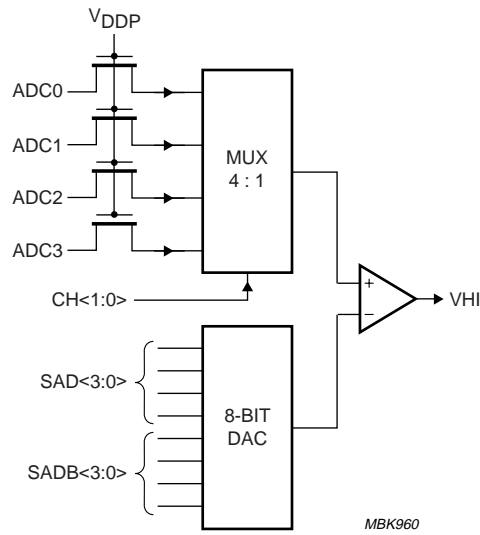 VDDP
ADC0
ADC1
ADC2
ADC3
MUX
4 : 1
CH<1:0>
+
−
VHI
SAD<3:0>
SADB<3:0>
8-BIT
DAC
MBK960